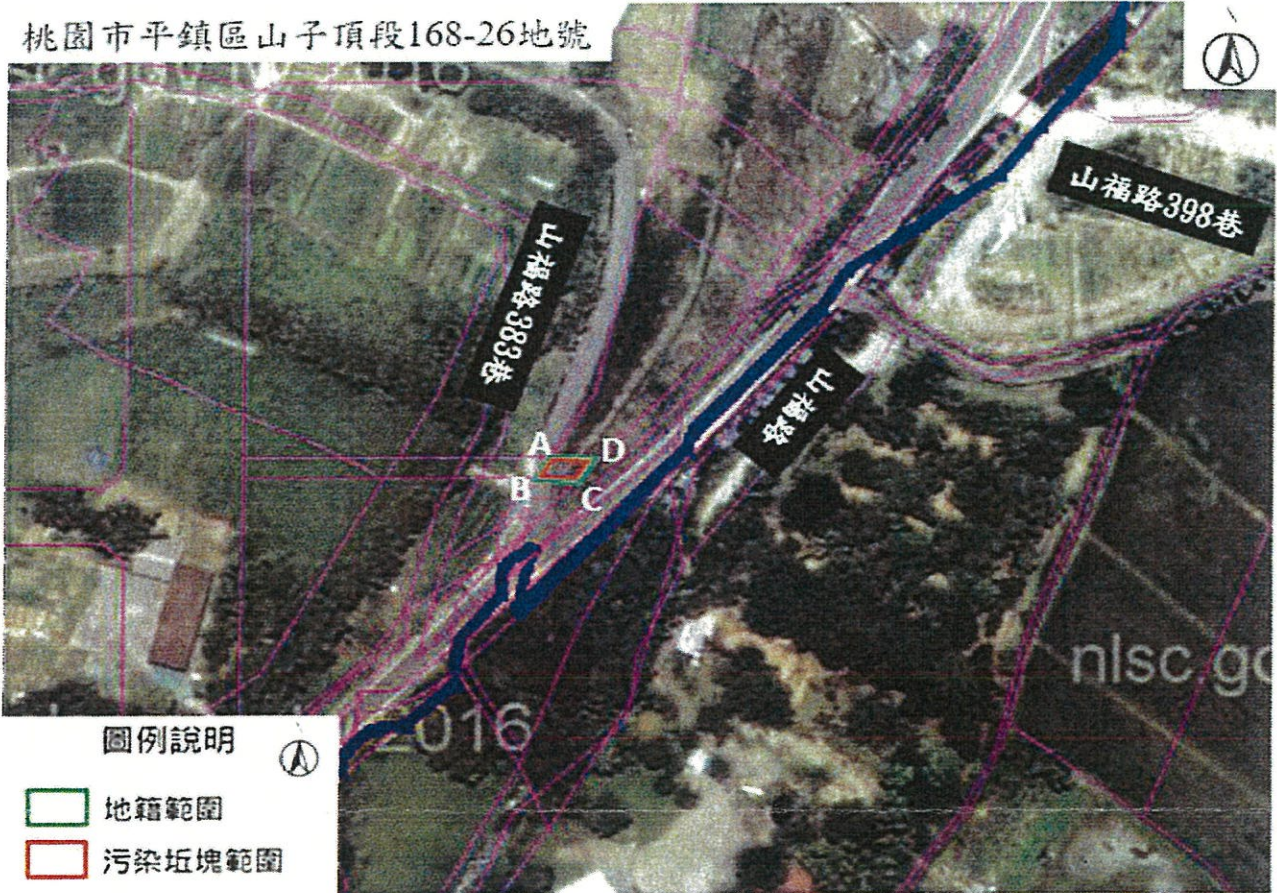 桃園市平鎮區山子頂段168-26地號
山福路398巷
山福路383巷
山福路
A
D
B
C
nlsc.go
2016
圖例說明
地籍範圍
污染坵塊範圍